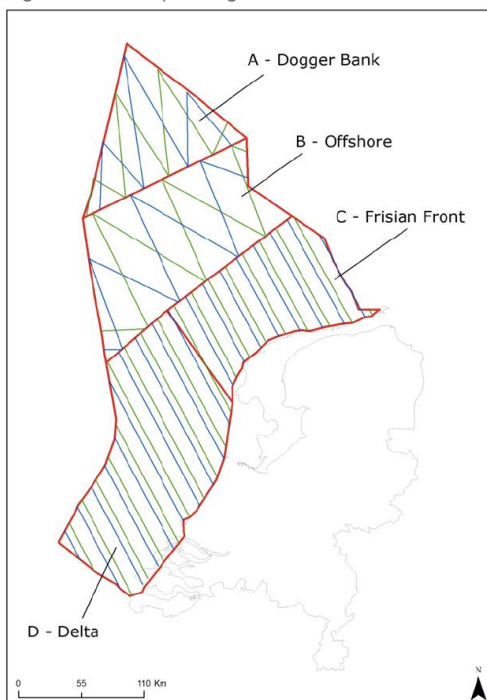 A - Dogger Bank
B - Offshore
C - Frisian Front
D - Delta
0 55 110 Km
N